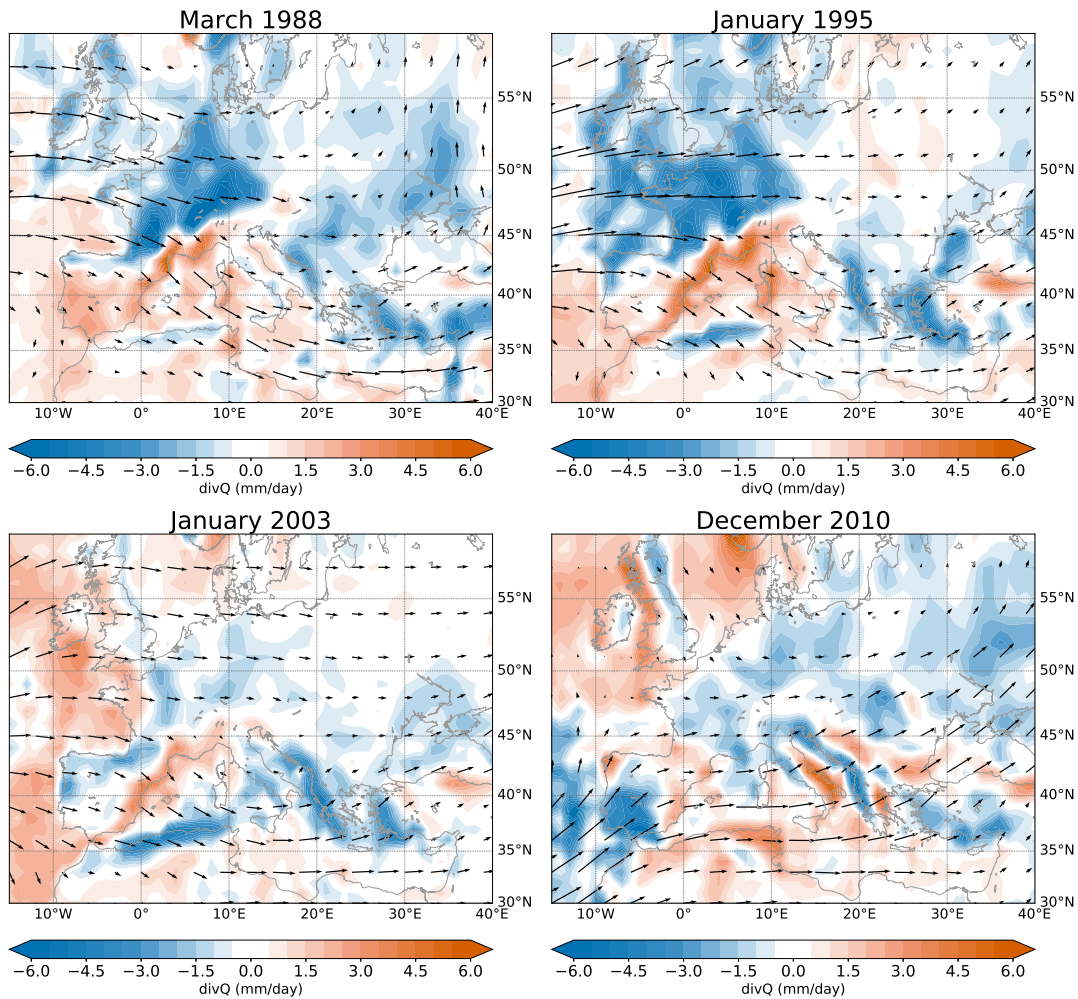 March 1988
January 1995
55°N
50°N
45°N
40°N
35°N
30°N
10°W 0° 10°E 20°E 30°E 40°E
55°N
50°N
45°N
40°N
35°N
30°N
10°W 0° 10°E 20°E 30°E 40°E
−6.0 −4.5 −3.0 −1.5 0.0 1.5 3.0 4.5 6.0
divQ (mm/day)
−6.0 −4.5 −3.0 −1.5 0.0 1.5 3.0 4.5 6.0
divQ (mm/day)
January 2003
December 2010
55°N
50°N
45°N
40°N
35°N
30°N
10°W 0° 10°E 20°E 30°E 40°E
55°N
50°N
45°N
40°N
35°N
30°N
10°W 0° 10°E 20°E 30°E 40°E
−6.0 −4.5 −3.0 −1.5 0.0 1.5 3.0 4.5 6.0
divQ (mm/day)
−6.0 −4.5 −3.0 −1.5 0.0 1.5 3.0 4.5 6.0
divQ (mm/day)